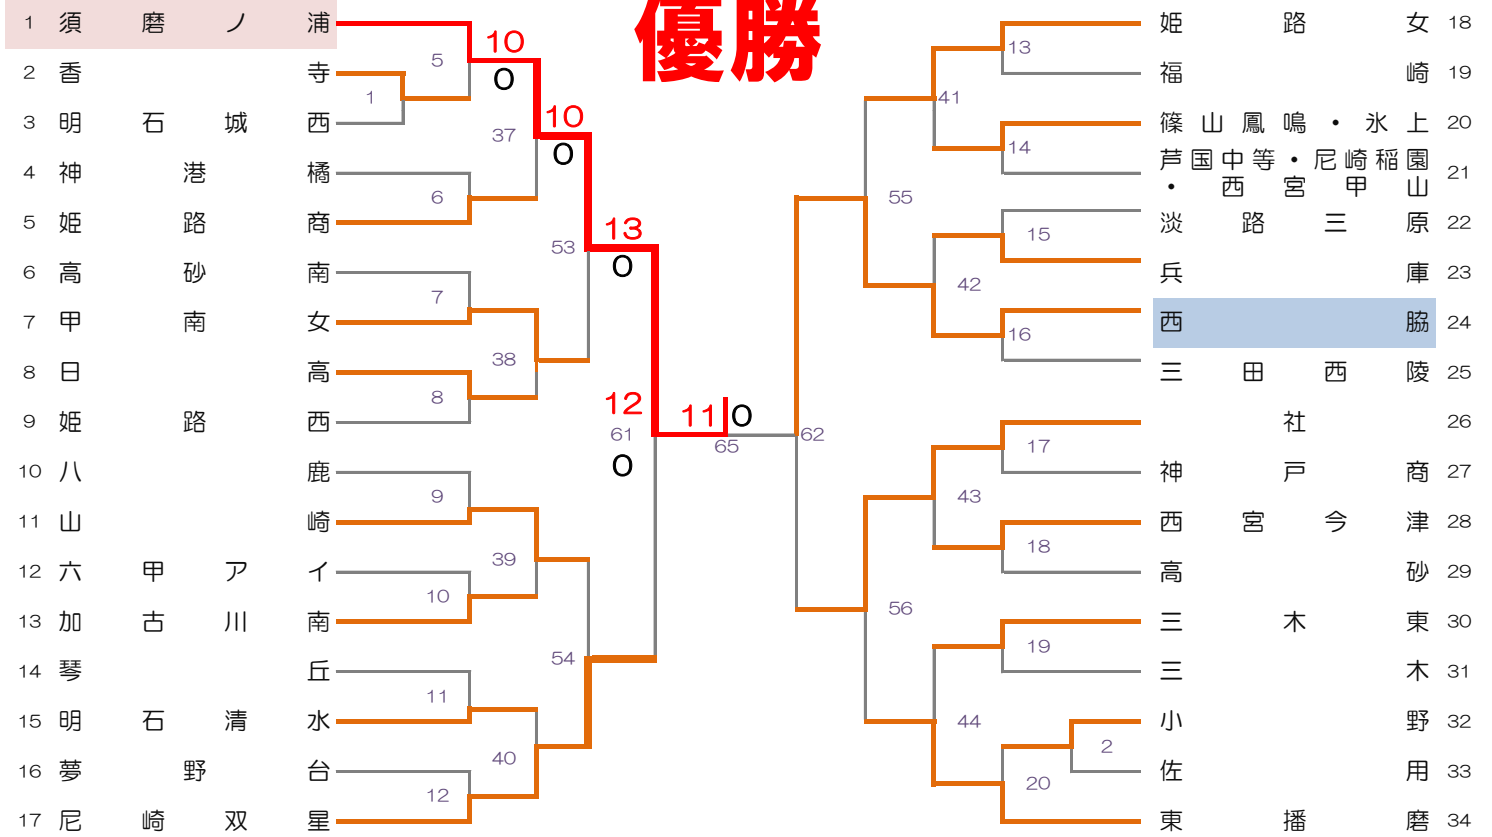 優勝
1 須磨ノ浦
2 香寺
3 明石城西
4 神港橘
5 姫路商
6 高砂南
7 甲南女
8 日高
9 姫路西
10 八鹿
11 山崎
12 六甲アイ
13 加古川南
14 琴丘
15 明石清水
16 夢野台
17 尼崎双星
5
10
0
1
37
10
0
6
53
13
0
7
38
8
12
61
0
11
0
65
62
9
39
10
54
11
40
12
13
41
14
55
15
42
16
17
43
18
56
19
44
2
20
姫路女 18
福崎 19
篠山鳳鳴・氷上 20
芦国中等・尼崎稲園
・西宮甲山 21
淡路三原 22
兵庫 23
西脇 24
三田西陵 25
社 26
神戸商 27
西宮今津 28
高砂 29
三木東 30
三木 31
小野 32
佐用 33
東播磨 34